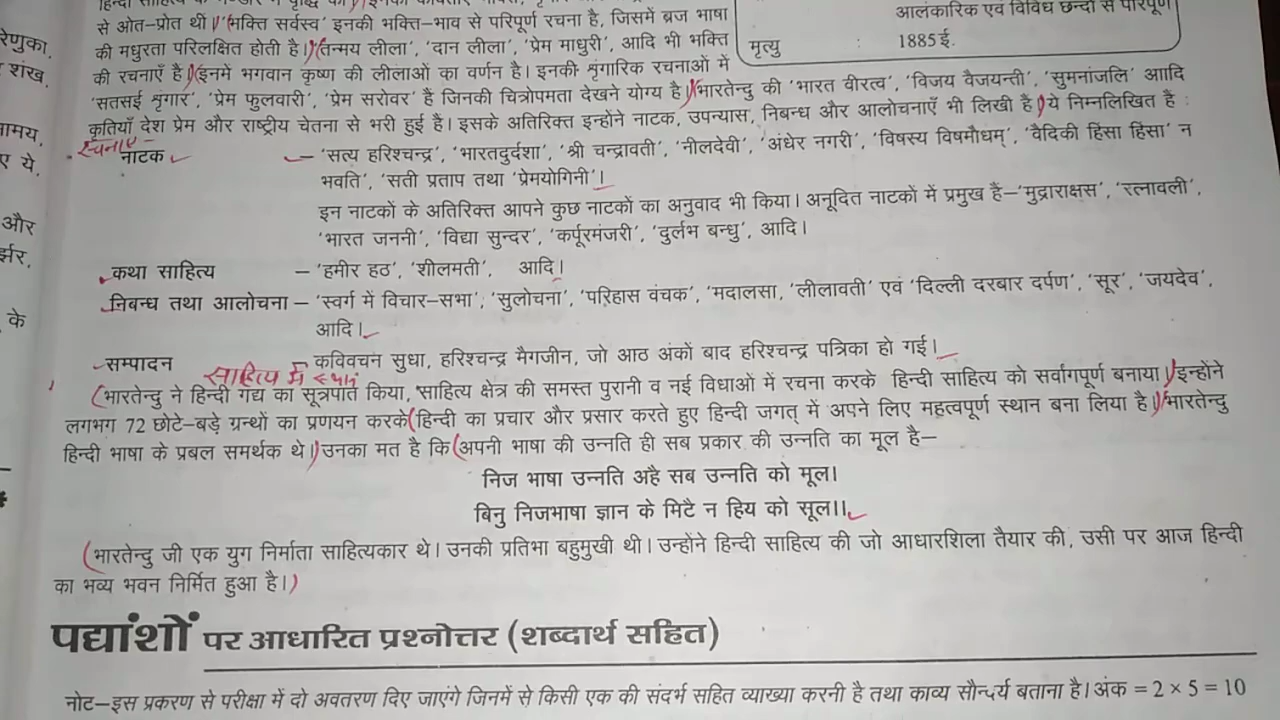 से ओत-प्रोत थी। 'भक्ति सर्वस्व' इनकी भक्ति-भाव से परिपूर्ण रचना है, जिसमें ब्रज भाषा
की मधुरता परिलक्षित होती है। 'तन्मय लीला', 'दान लीला', 'प्रेम माधुरी', आदि भी भक्ति
की रचनाएँ है। इनमें भगवान कृष्ण की लीलाओं का वर्णन है। इनकी शृंगारिक रचनाओं में
आलंकारिक एवं विविध छन्दों से परिपूर्ण
मृत्यु : 1885 ई.
'सतसई शृंगार', 'प्रेम फुलवारी', 'प्रेम सरोवर' है जिनकी चित्रोपमता देखने योग्य है। भारतेन्दु की 'भारत वीरत्व', 'विजय वैजयन्ती', 'सुमनांजलि' आादि
कृतियाँ देश प्रेम और राष्ट्रीय चेतना से भरी हुई है। इसके अतिरिक्त इन्होंने नाटक, उपन्यास, निबन्ध और आलोचनाएँ भी लिखी है। ये निम्नलिखित है :
रचनाएं -
नाटक – 'सत्य हरिश्चन्द्र', 'भारतदुर्दशा', 'श्री चन्द्रावती', 'नीलदेवी', 'अंधेर नगरी', 'विषस्य विषमौधम्', 'वैदिकी हिंसा हिंसा' न
भवति', 'सती प्रताप तथा 'प्रेमयोगिनी'।
इन नाटकों के अतिरिक्त आपने कुछ नाटकों का अनुवाद भी किया। अनूदित नाटकों में प्रमुख हैं–'मुद्राराक्षस', 'रत्नावली',
'भारत जननी', 'विद्या सुन्दर', 'कर्पूरमंजरी', 'दुर्लभ बन्धु', आदि।
कथा साहित्य – 'हमीर हठ', 'शीलमती', आदि।
निबन्ध तथा आलोचना – 'स्वर्ग में विचार-सभा', 'सुलोचना', 'परिहास वंचक', 'मदालसा, 'लीलावती' एवं 'दिल्ली दरबार दर्पण', 'सूर', 'जयदेव',
आदि।
सम्पादन – कविवचन सुधा, हरिश्चन्द्र मैगजीन, जो आठ अंकों बाद हरिश्चन्द्र पत्रिका हो गई।
साहित्य में स्थान
भारतेन्दु ने हिन्दी गद्य का सूत्रपात किया, साहित्य क्षेत्र की समस्त पुरानी व नई विधाओं में रचना करके हिन्दी साहित्य को सर्वांगपूर्ण बनाया। इन्होंने
लगभग 72 छोटे-बड़े ग्रन्थों का प्रणयन करके हिन्दी का प्रचार और प्रसार करते हुए हिन्दी जगत् में अपने लिए महत्वपूर्ण स्थान बना लिया है। भारतेन्दु
हिन्दी भाषा के प्रबल समर्थक थे। उनका मत है कि अपनी भाषा की उन्नति ही सब प्रकार की उन्नति का मूल है–
निज भाषा उन्नति अहै सब उन्नति को मूल।
बिनु निजभाषा ज्ञान के मिटै न हिय को सूल।।
भारतेन्दु जी एक युग निर्माता साहित्यकार थे। उनकी प्रतिभा बहुमुखी थी। उन्होंने हिन्दी साहित्य की जो आधारशिला तैयार की, उसी पर आज हिन्दी
का भव्य भवन निर्मित हुआ है।
पद्यांशों पर आधारित प्रश्नोत्तर (शब्दार्थ सहित)
नोट–इस प्रकरण से परीक्षा में दो अवतरण दिए जाएंगे जिनमें से किसी एक की संदर्भ सहित व्याख्या करनी है तथा काव्य सौन्दर्य बताना है। अंक = 2 × 5 = 10
रेणुका,
शंख,
ए ये,
और
र्झर,
के